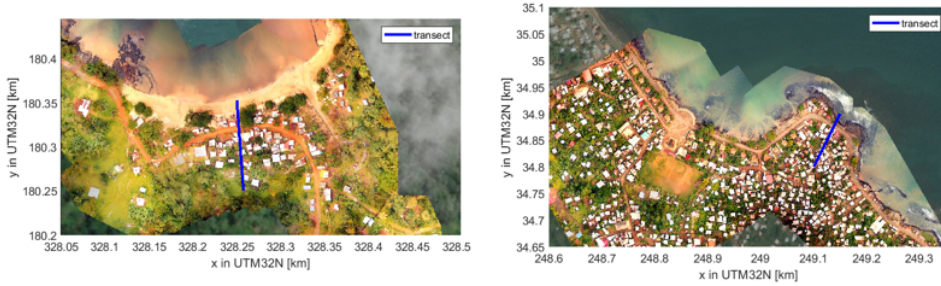 transect
180.4
180.35
180.3
180.25
180.2
y in UTM32N [km]
328.05 328.1 328.15 328.2 328.25 328.3 328.35 328.4 328.45 328.5
x in UTM32N [km]
transect
35.1
35.05
35
34.95
34.9
34.85
34.8
34.75
34.7
34.65
y in UTM32N [km]
248.6 248.7 248.8 248.9 249 249.1 249.2 249.3
x in UTM32N [km]